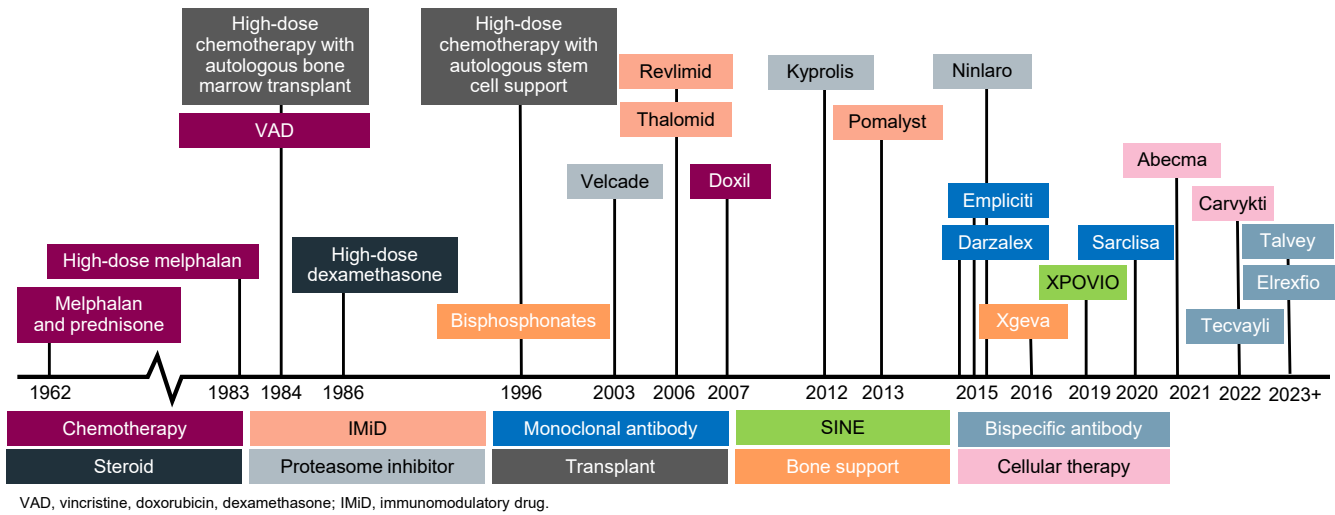 High-dose
chemotherapy with
autologous bone
marrow transplant
VAD
High-dose
chemotherapy with
autologous stem
cell support
Revlimid
Thalomid
Kyprolis
Ninlaro
Pomalyst
Velcade
Doxil
Abecma
Empliciti
Carvykti
Darzalex
Sarclisa
Talvey
High-dose melphalan
High-dose
dexamethasone
XPOVIO
Elrexfio
Melphalan
and prednisone
Bisphosphonates
Xgeva
Tecvayli
1962
1983
1984
1986
1996
2003
2006
2007
2012
2013
2015
2016
2019
2020
2021
2022
2023+
Chemotherapy
IMiD
Monoclonal antibody
SINE
Bispecific antibody
Steroid
Proteasome inhibitor
Transplant
Bone support
Cellular therapy
VAD, vincristine, doxorubicin, dexamethasone; IMiD, immunomodulatory drug.